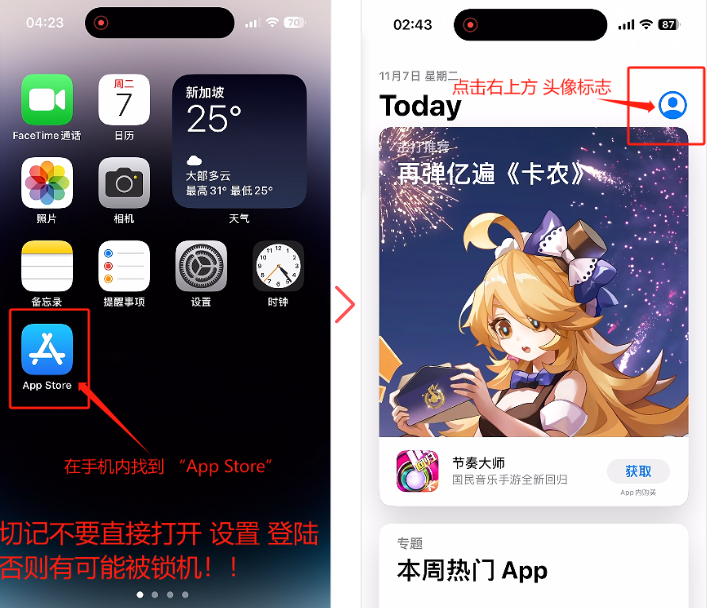 04:23
70
FaceTime 通话
周二
7
日历
新加坡
25°
大部多云
最高31° 最低25°
天气
照片
相机
备忘录
提醒事项
设置
时钟
App Store
在手机内找到 “App Store”
切记不要直接打开 设置 登陆
否则有可能被锁机！！
02:43
87
11月7日 星期二
点击右上方 头像标志
Today
主打推荐
再弹亿遍《卡农》
节奏大师
国民音乐手游全新回归
获取
App 内购买
专题
本周热门 App